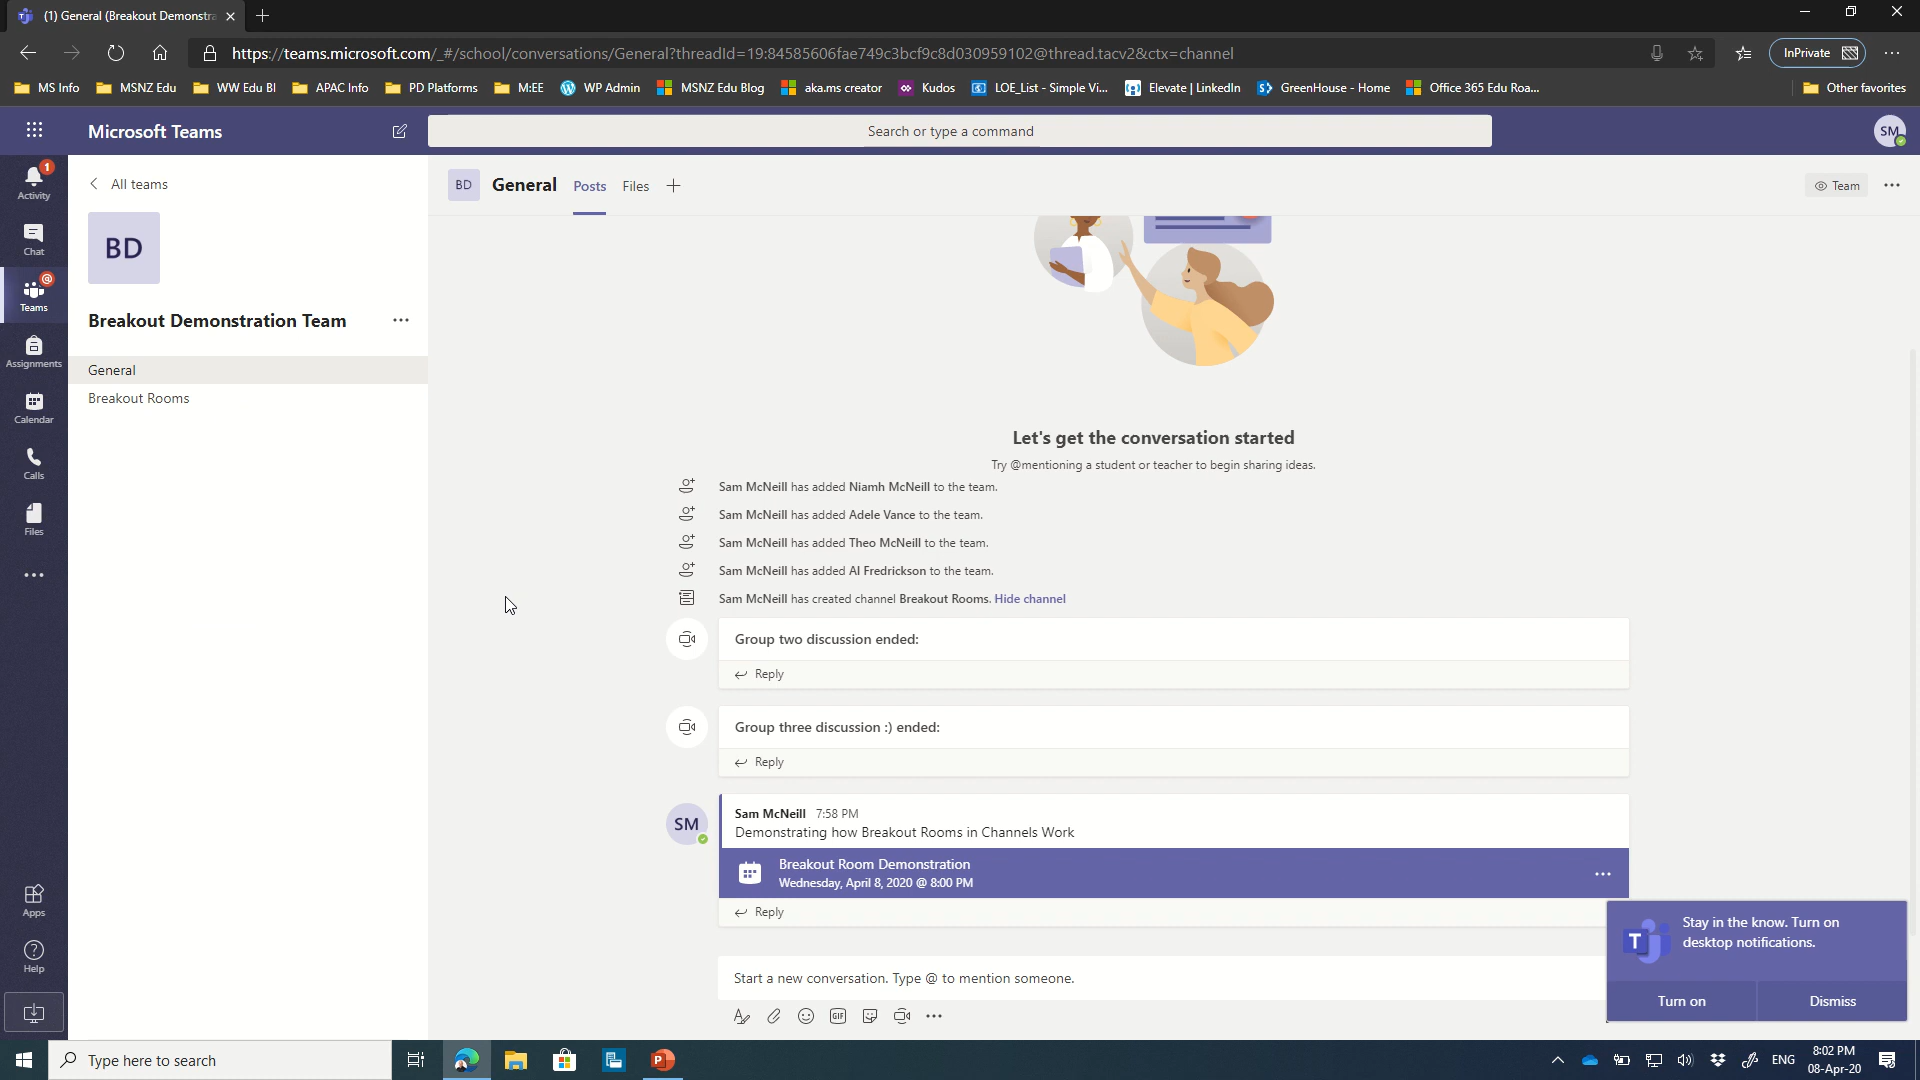 (1) General (Breakout Demonstra
https://teams.microsoft.com/_#/school/conversations/General?threadId=19:84585606fae749c3bcf9c8d030959102@thread.tacv2&ctx=channel
InPrivate
MS Info
MSNZ Edu
WW Edu BI
APAC Info
PD Platforms
M:EE
WP Admin
MSNZ Edu Blog
aka.ms creator
Kudos
LOE_List - Simple Vi...
Elevate | LinkedIn
GreenHouse - Home
Office 365 Edu Roa...
Other favorites
Microsoft Teams
Search or type a command
SM
1
Activity
Chat
@
Teams
Assignments
Calendar
Calls
Files
Apps
Help
All teams
BD
Breakout Demonstration Team
General
Breakout Rooms
BD
General
Posts
Files
Team
Let's get the conversation started
Try @mentioning a student or teacher to begin sharing ideas.
Sam McNeill has added Niamh McNeill to the team.
Sam McNeill has added Adele Vance to the team.
Sam McNeill has added Theo McNeill to the team.
Sam McNeill has added Al Fredrickson to the team.
Sam McNeill has created channel Breakout Rooms. Hide channel
Group two discussion ended:
Reply
Group three discussion :) ended:
Reply
SM
Sam McNeill 7:58 PM
Demonstrating how Breakout Rooms in Channels Work
Breakout Room Demonstration
Wednesday, April 8, 2020 @ 8:00 PM
Reply
Start a new conversation. Type @ to mention someone.
GIF
T
Stay in the know. Turn on
desktop notifications.
Turn on
Dismiss
Type here to search
P
ENG
8:02 PM
08-Apr-20